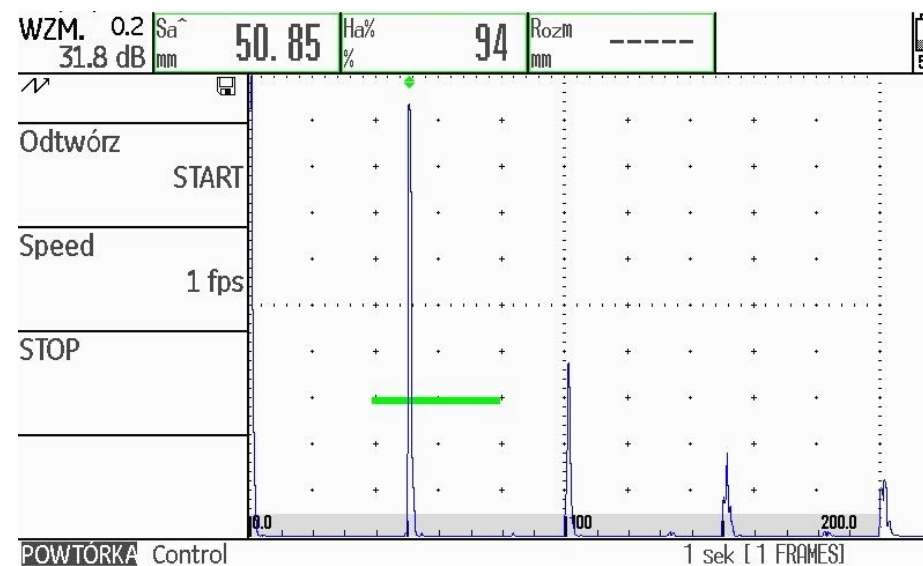 WZM. 0.2 Sa^ 50.85 Ha% 94 Rozm -----
31.8 dB mm % mm
Odtwórz
START
Speed
1 fps
STOP
0.0 100 200.0
POWTÓRKA Control 1 sek [1 FRAMES]